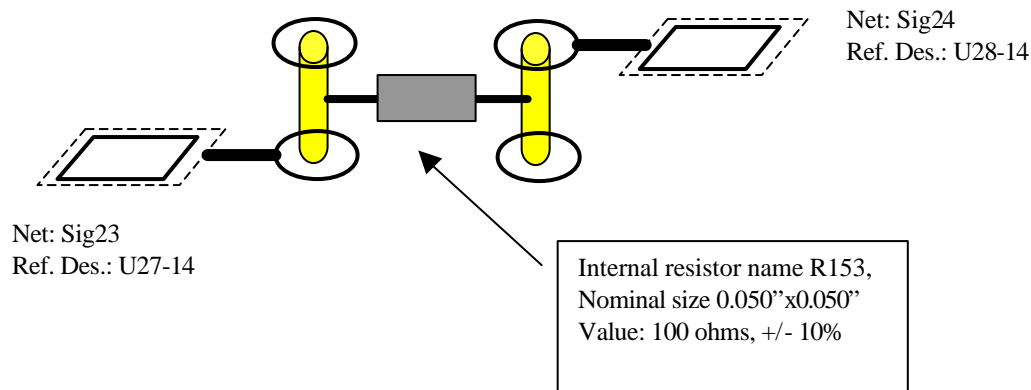 Net: Sig24
Ref. Des.: U28-14
Net: Sig23
Ref. Des.: U27-14
Internal resistor name R153,
Nominal size 0.050”x0.050”
Value: 100 ohms, +/- 10%